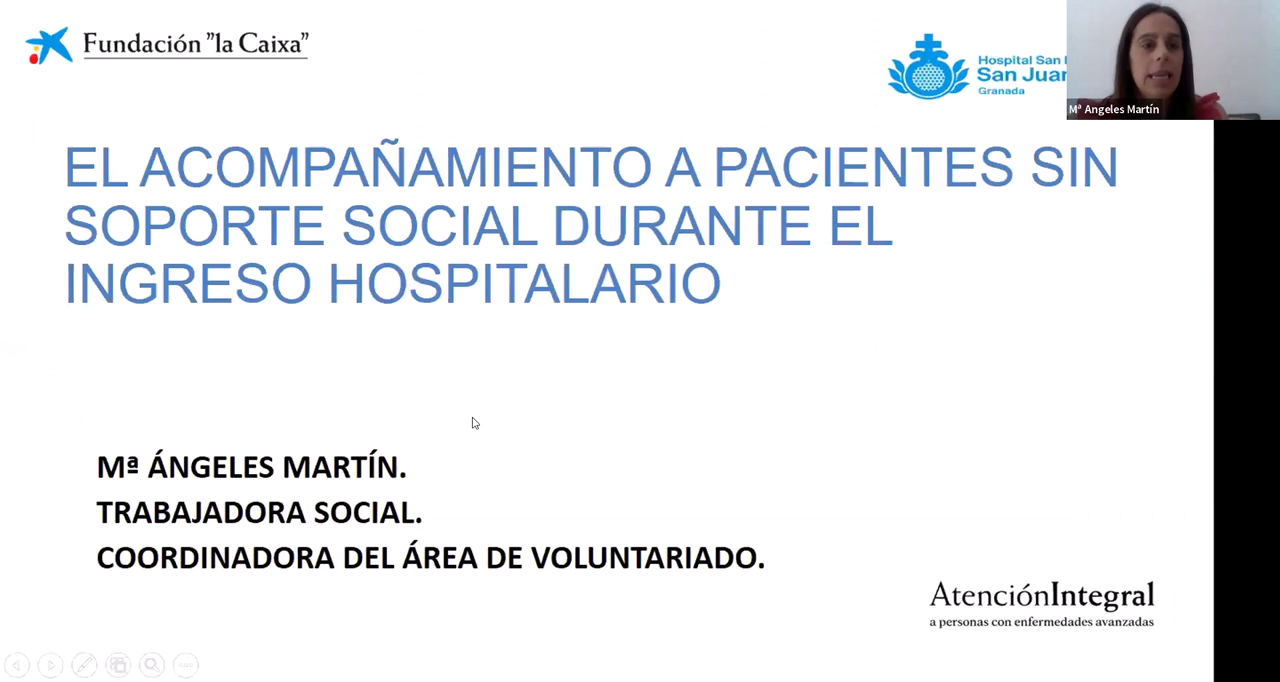 Fundación "la Caixa"
Hospital San
San Juan
Granada
Mª Angeles Martín
EL ACOMPAÑAMIENTO A PACIENTES SIN
SOPORTE SOCIAL DURANTE EL
INGRESO HOSPITALARIO
Mª ÁNGELES MARTÍN.
TRABAJADORA SOCIAL.
COORDINADORA DEL ÁREA DE VOLUNTARIADO.
AtenciónIntegral
a personas con enfermedades avanzadas